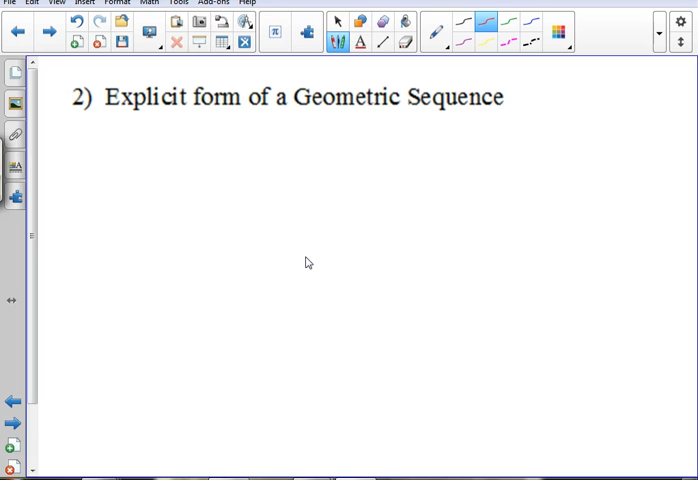 File Edit View Insert Format Math Tools Add-ons Help
2) Explicit form of a Geometric Sequence